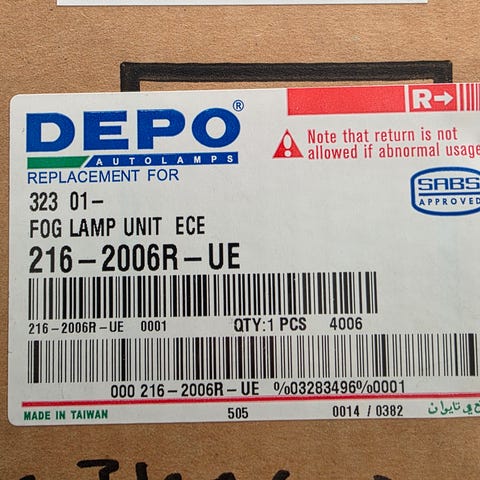 DEPO®
AUTOLAMPS
R→
Note that return is not
allowed if abnormal usage
SABS
APPROVED
REPLACEMENT FOR
323 01-
FOG LAMP UNIT ECE
216-2006R-UE
216-2006R-UE 0001 QTY:1 PCS 4006
000 216-2006R-UE %03283496%0001
MADE IN TAIWAN 505 0014 / 0382 في تايوان